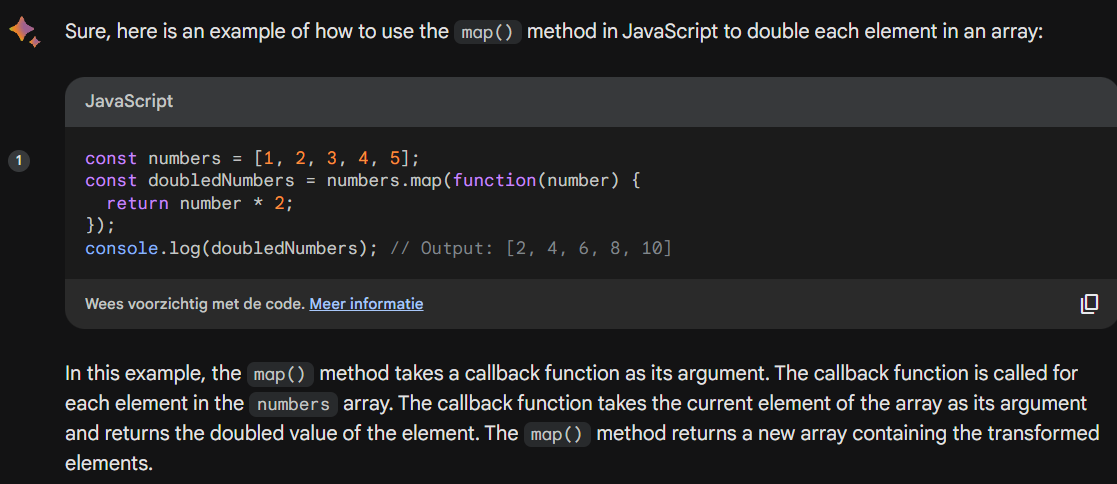 Sure, here is an example of how to use the map() method in JavaScript to double each element in an array:
JavaScript
1
const numbers = [1, 2, 3, 4, 5];
const doubledNumbers = numbers.map(function(number) {
  return number * 2;
});
console.log(doubledNumbers); // Output: [2, 4, 6, 8, 10]
Wees voorzichtig met de code. Meer informatie
In this example, the map() method takes a callback function as its argument. The callback function is called for
each element in the numbers array. The callback function takes the current element of the array as its argument
and returns the doubled value of the element. The map() method returns a new array containing the transformed
elements.